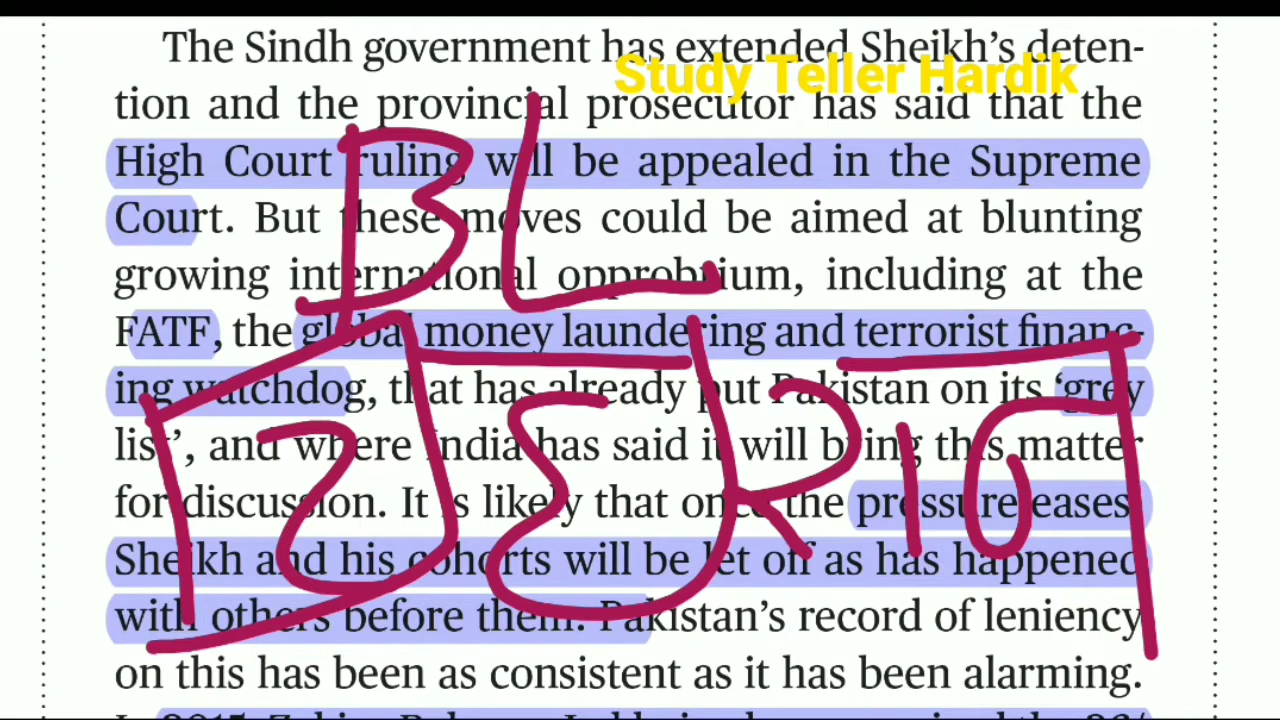 The Sindh government has extended Sheikh's deten-
Study Teller Hardik
tion and the provincial prosecutor has said that the
High Court ruling will be appealed in the Supreme
Court. But these moves could be aimed at blunting
growing international opprobrium, including at the
FATF, the global money laundering and terrorist financ-
ing watchdog, that has already put Pakistan on its 'grey
list', and where India has said it will bring this matter
for discussion. It is likely that once the pressure eases,
Sheikh and his cohorts will be let off as has happened
with others before them. Pakistan's record of leniency
on this has been as consistent as it has been alarming.
BL